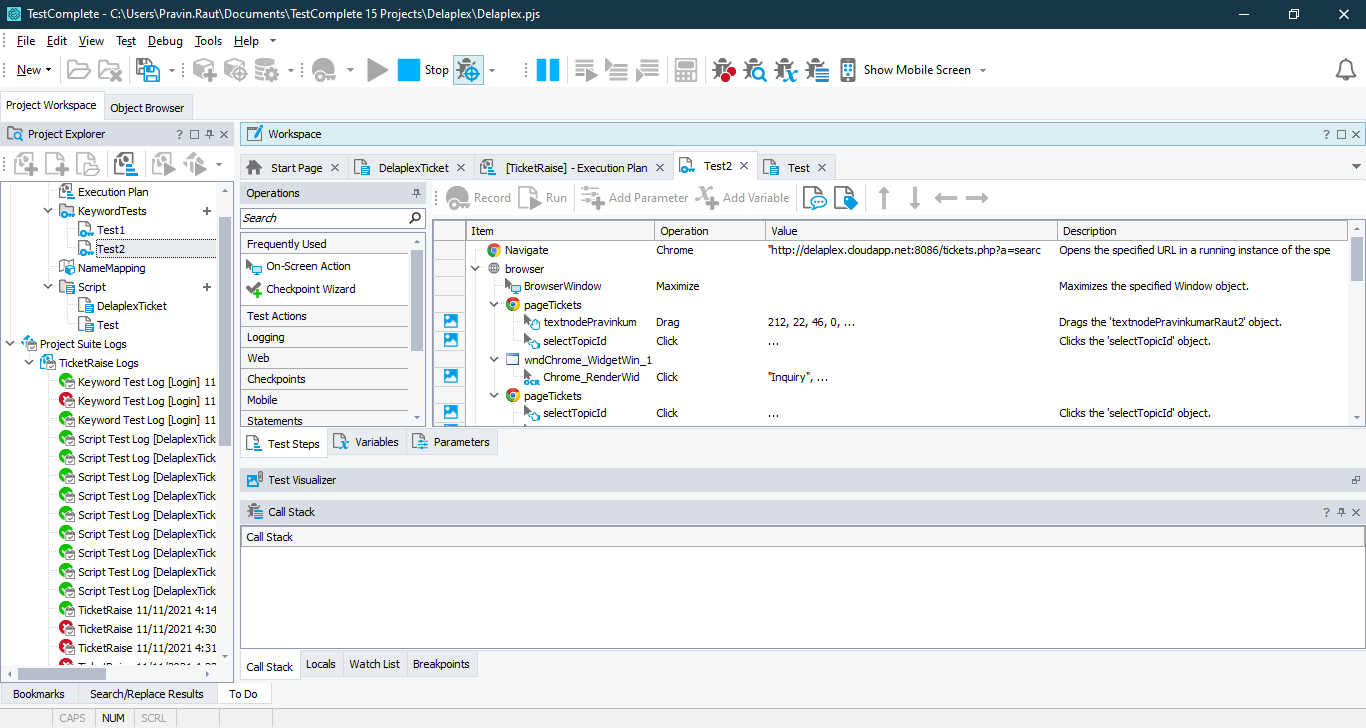 TestComplete - C:\Users\Pravin.Raut\Documents\TestComplete 15 Projects\Delaplex\Delaplex.pjs
File Edit View Test Debug Tools Help
New Stop Show Mobile Screen
Project Workspace Object Browser
Project Explorer
Execution Plan
KeywordTests
Test1
Test2
NameMapping
Script
DelaplexTicket
Test
Project Suite Logs
TicketRaise Logs
Keyword Test Log [Login] 11
Keyword Test Log [Login] 11
Keyword Test Log [Login] 11
Script Test Log [DelaplexTick
Script Test Log [DelaplexTick
Script Test Log [DelaplexTick
Script Test Log [DelaplexTick
Script Test Log [DelaplexTick
Script Test Log [DelaplexTick
Script Test Log [DelaplexTick
Script Test Log [DelaplexTick
Script Test Log [DelaplexTick
TicketRaise 11/11/2021 4:14
TicketRaise 11/11/2021 4:30
TicketRaise 11/11/2021 4:31
Workspace
Start Page DelaplexTicket [TicketRaise] - Execution Plan Test2 Test
Operations
Search
Frequently Used
On-Screen Action
Checkpoint Wizard
Test Actions
Logging
Web
Checkpoints
Mobile
Statements
Record Run Add Parameter Add Variable
Item Operation Value Description
Navigate Chrome "http://delaplex.cloudapp.net:8086/tickets.php?a=searc Opens the specified URL in a running instance of the spe
browser
BrowserWindow Maximize Maximizes the specified Window object.
pageTickets
textnodePravinkum Drag 212, 22, 46, 0, ... Drags the 'textnodePravinkumarRaut2' object.
selectTopicId Click ... Clicks the 'selectTopicId' object.
wndChrome_WidgetWin_1
OCR Chrome_RenderWid Click "Inquiry", ...
pageTickets
selectTopicId Click ... Clicks the 'selectTopicId' object.
Test Steps Variables Parameters
Test Visualizer
Call Stack
Call Stack
Call Stack Locals Watch List Breakpoints
Bookmarks Search/Replace Results To Do
CAPS NUM SCRL